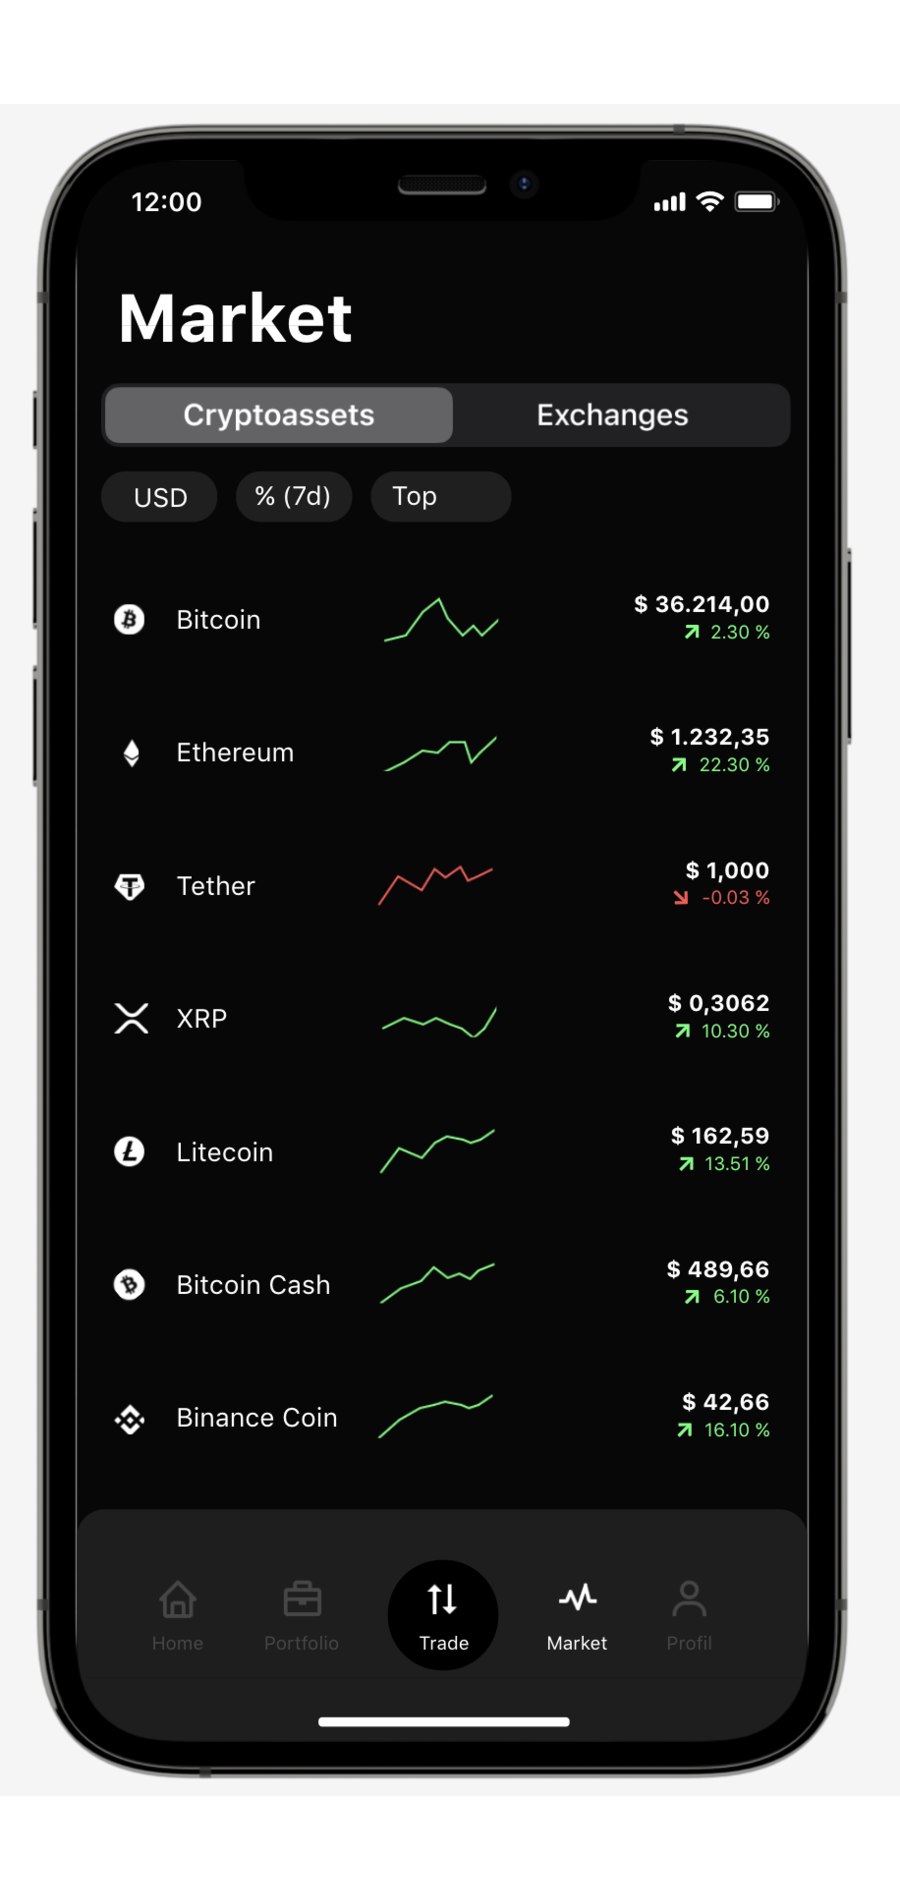 12:00
Market
Cryptoassets Exchanges
USD % (7d) Top
Bitcoin $ 36.214,00
2.30 %
Ethereum $ 1.232,35
22.30 %
Tether $ 1,000
-0.03 %
XRP $ 0,3062
10.30 %
Litecoin $ 162,59
13.51 %
Bitcoin Cash $ 489,66
6.10 %
Binance Coin $ 42,66
16.10 %
Home Portfolio Trade Market Profil